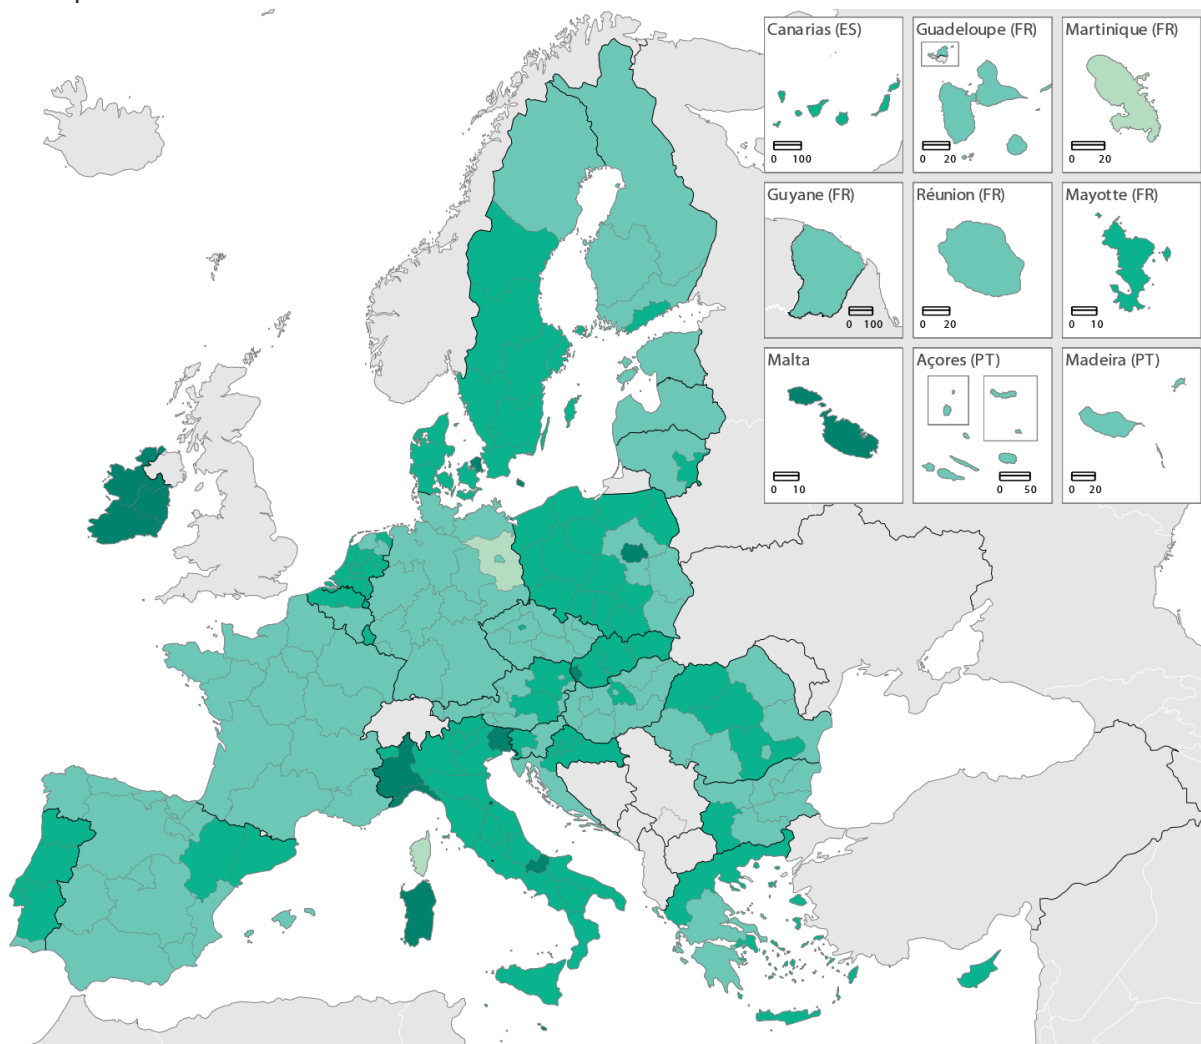 Canarias (ES)
0 100
Guadeloupe (FR)
0 20
Martinique (FR)
0 20
Guyane (FR)
0 100
Réunion (FR)
0 20
Mayotte (FR)
0 10
Malta
0 10
Açores (PT)
0 50
Madeira (PT)
0 20